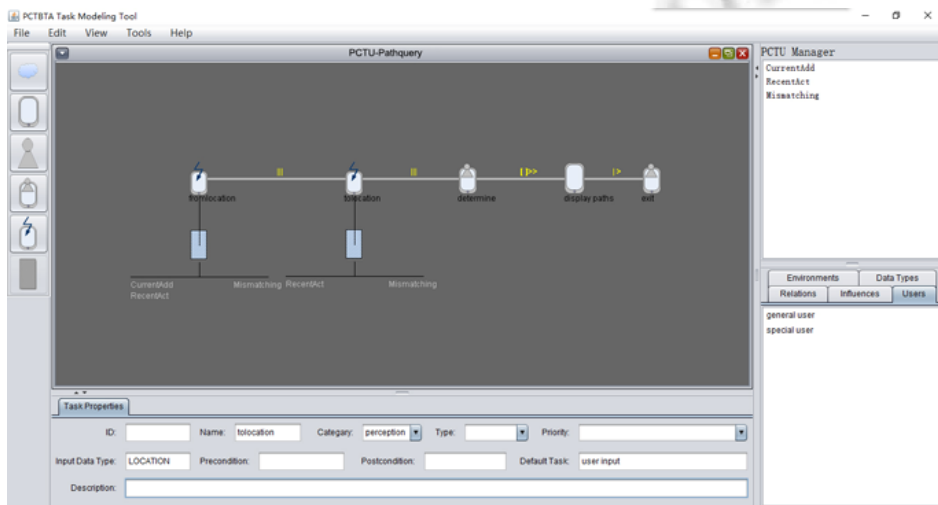 PCTBTA Task Modeling Tool
File Edit View Tools Help
PCTU-Pathquery
||| ||| []>> |>
fromlocation tolocation determine display paths exit
CurrentAdd Mismatching RecentAct Mismatching
RecentAct
PCTU Manager
CurrentAdd
RecentAct
Mismatching
Environments Data Types
Relations Influences Users
general user
special user
Task Properties
ID: Name: tolocation Categary: perception Type: Priority:
Input Data Type: LOCATION Precondition: Postcondition: Default Task: user input
Description: